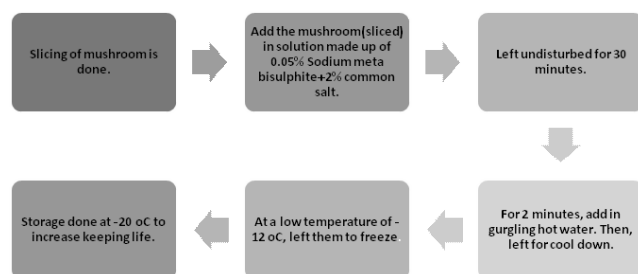 Slicing of mushroom is
done.
Add the mushroom(sliced)
in solution made up of
0.05% Sodium meta
bisulphite+2% common
salt.
Left undisturbed for 30
minutes.
For 2 minutes, add in
gurgling hot water. Then,
left for cool down.
At a low temperature of -
12 oC, left them to freeze.
Storage done at -20 oC to
increase keeping life.